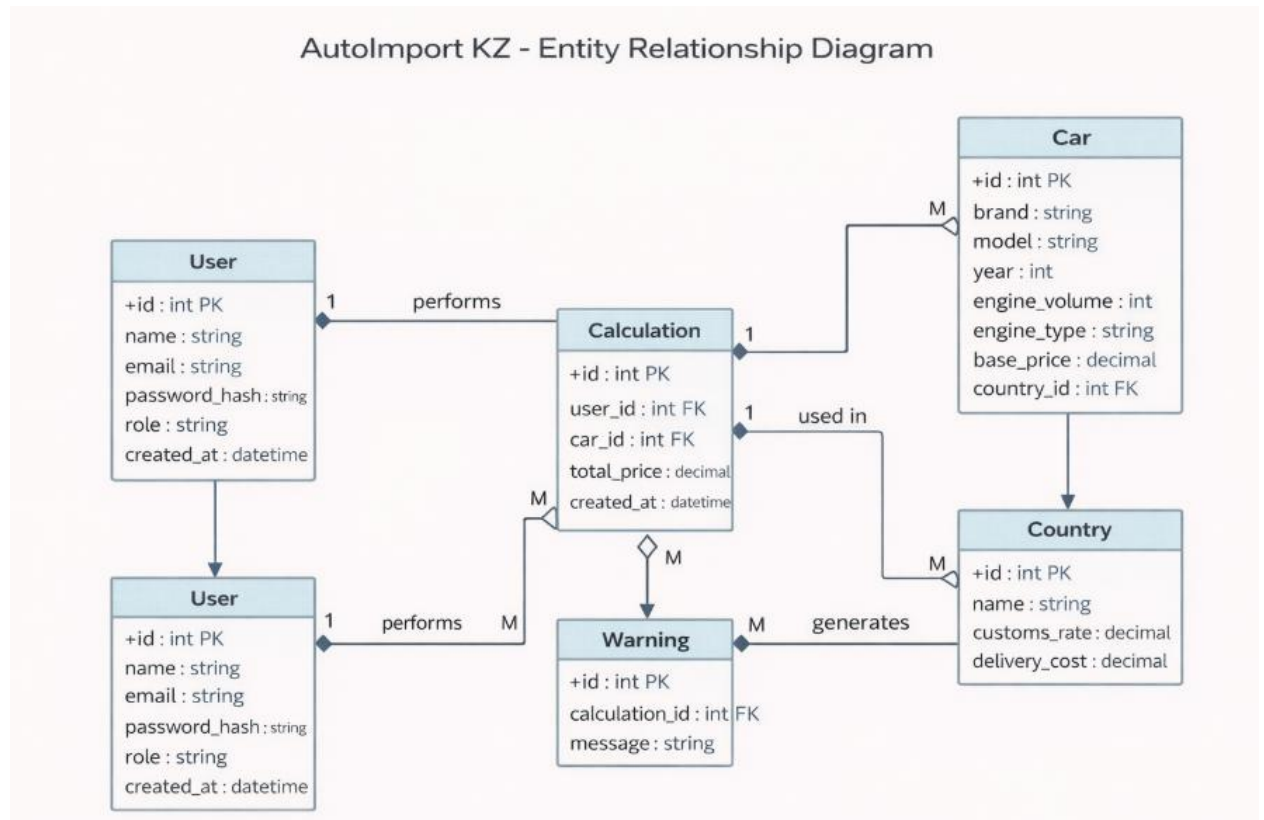 AutoImport KZ - Entity Relationship Diagram
Car
+id : int PK
brand : string
model : string
year : int
engine_volume : int
engine_type : string
base_price : decimal
country_id : int FK
M
User
+id : int PK
name : string
email : string
password_hash : string
role : string
created_at : datetime
1
performs
Calculation
+id : int PK
user_id : int FK
car_id : int FK
total_price : decimal
created_at : datetime
1
1
used in
M
M
M
Country
+id : int PK
name : string
customs_rate : decimal
delivery_cost : decimal
User
+id : int PK
name : string
email : string
password_hash : string
role : string
created_at : datetime
1
performs
M
Warning
+id : int PK
calculation_id : int FK
message : string
M
generates